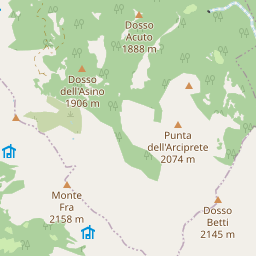 Dosso
Acuto
1888 m
Dosso
dell'Asino
1906 m
Punta
dell'Arciprete
2074 m
Monte
Fra
2158 m
Dosso
Betti
2145 m